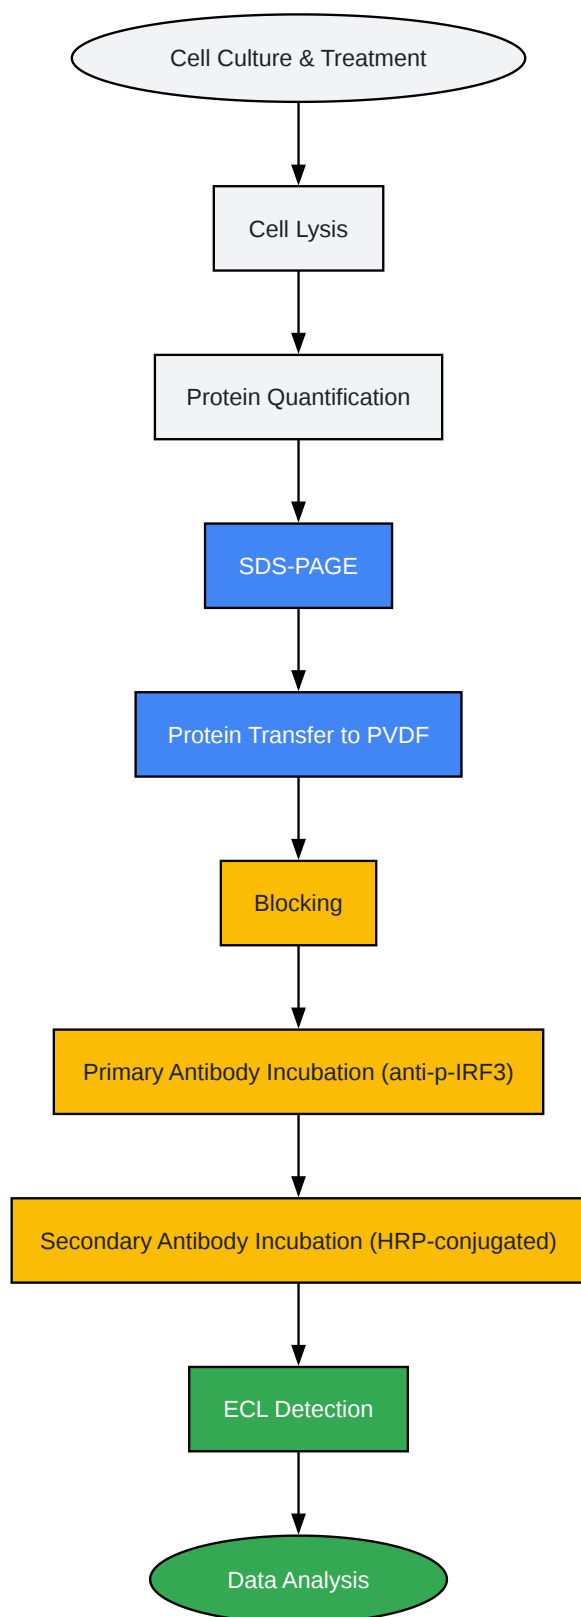 Cell Culture & Treatment
Cell Lysis
Protein Quantification
SDS-PAGE
Protein Transfer to PVDF
Blocking
Primary Antibody Incubation (anti-p-IRF3)
Secondary Antibody Incubation (HRP-conjugated)
ECL Detection
Data Analysis